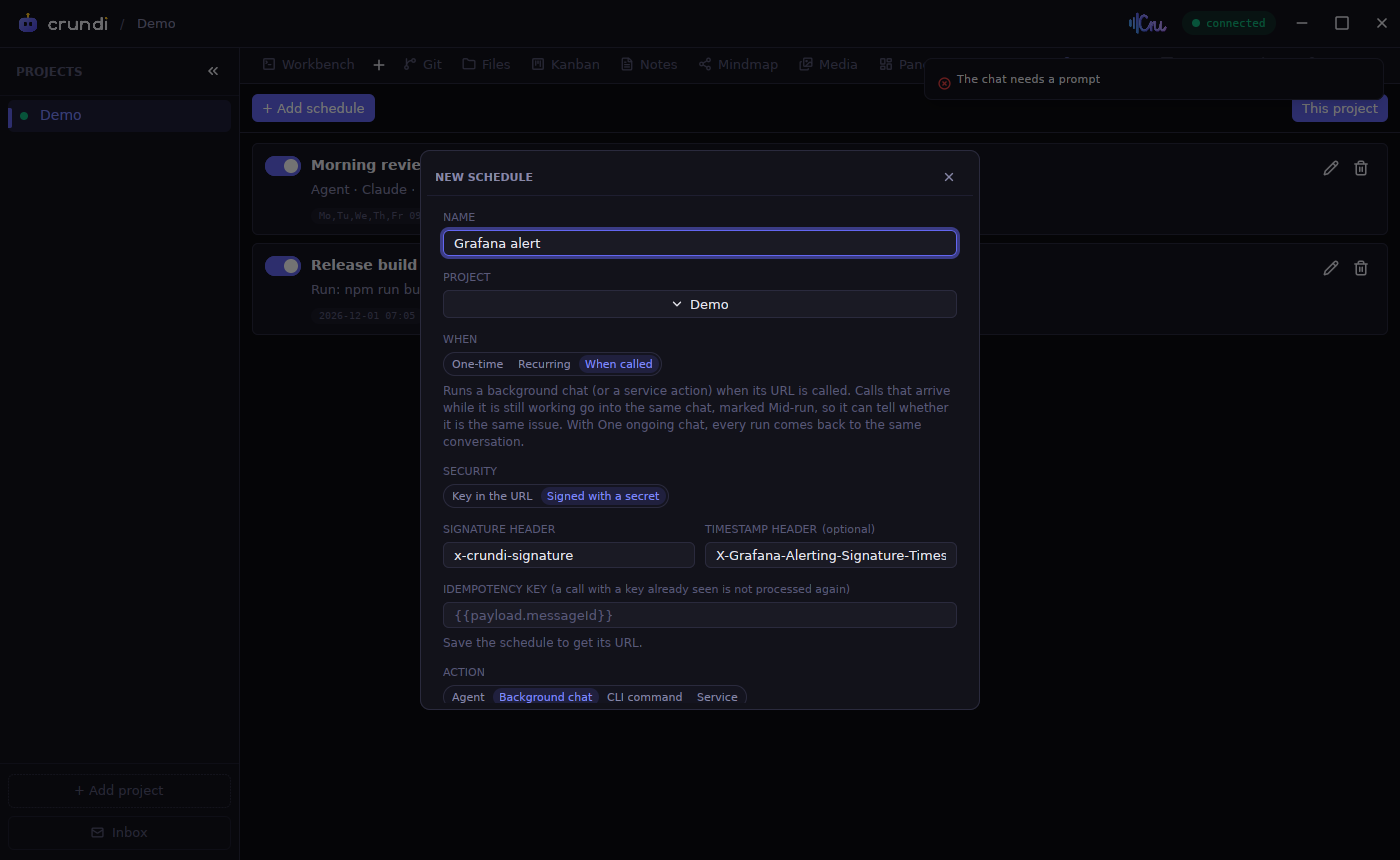 crundi / Demo
Cru
connected
PROJECTS
Demo
+ Add project
Inbox
Workbench
+
Git
Files
Kanban
Notes
Mindmap
Media
The chat needs a prompt
+ Add schedule
This project
Agent · Claude ·
Release build
Run: npm run bu
2026-12-01 07:05
NEW SCHEDULE
NAME
Grafana alert
PROJECT
Demo
WHEN
One-time Recurring When called
Runs a background chat (or a service action) when its URL is called. Calls that arrive
while it is still working go into the same chat, marked Mid-run, so it can tell whether
it is the same issue. With One ongoing chat, every run comes back to the same
conversation.
SECURITY
Key in the URL Signed with a secret
SIGNATURE HEADER
TIMESTAMP HEADER (optional)
x-crundi-signature
X-Grafana-Alerting-Signature-Times
IDEMPOTENCY KEY (a call with a key already seen is not processed again)
{{payload.messageId}}
Save the schedule to get its URL.
ACTION
Agent Background chat CLI command Service